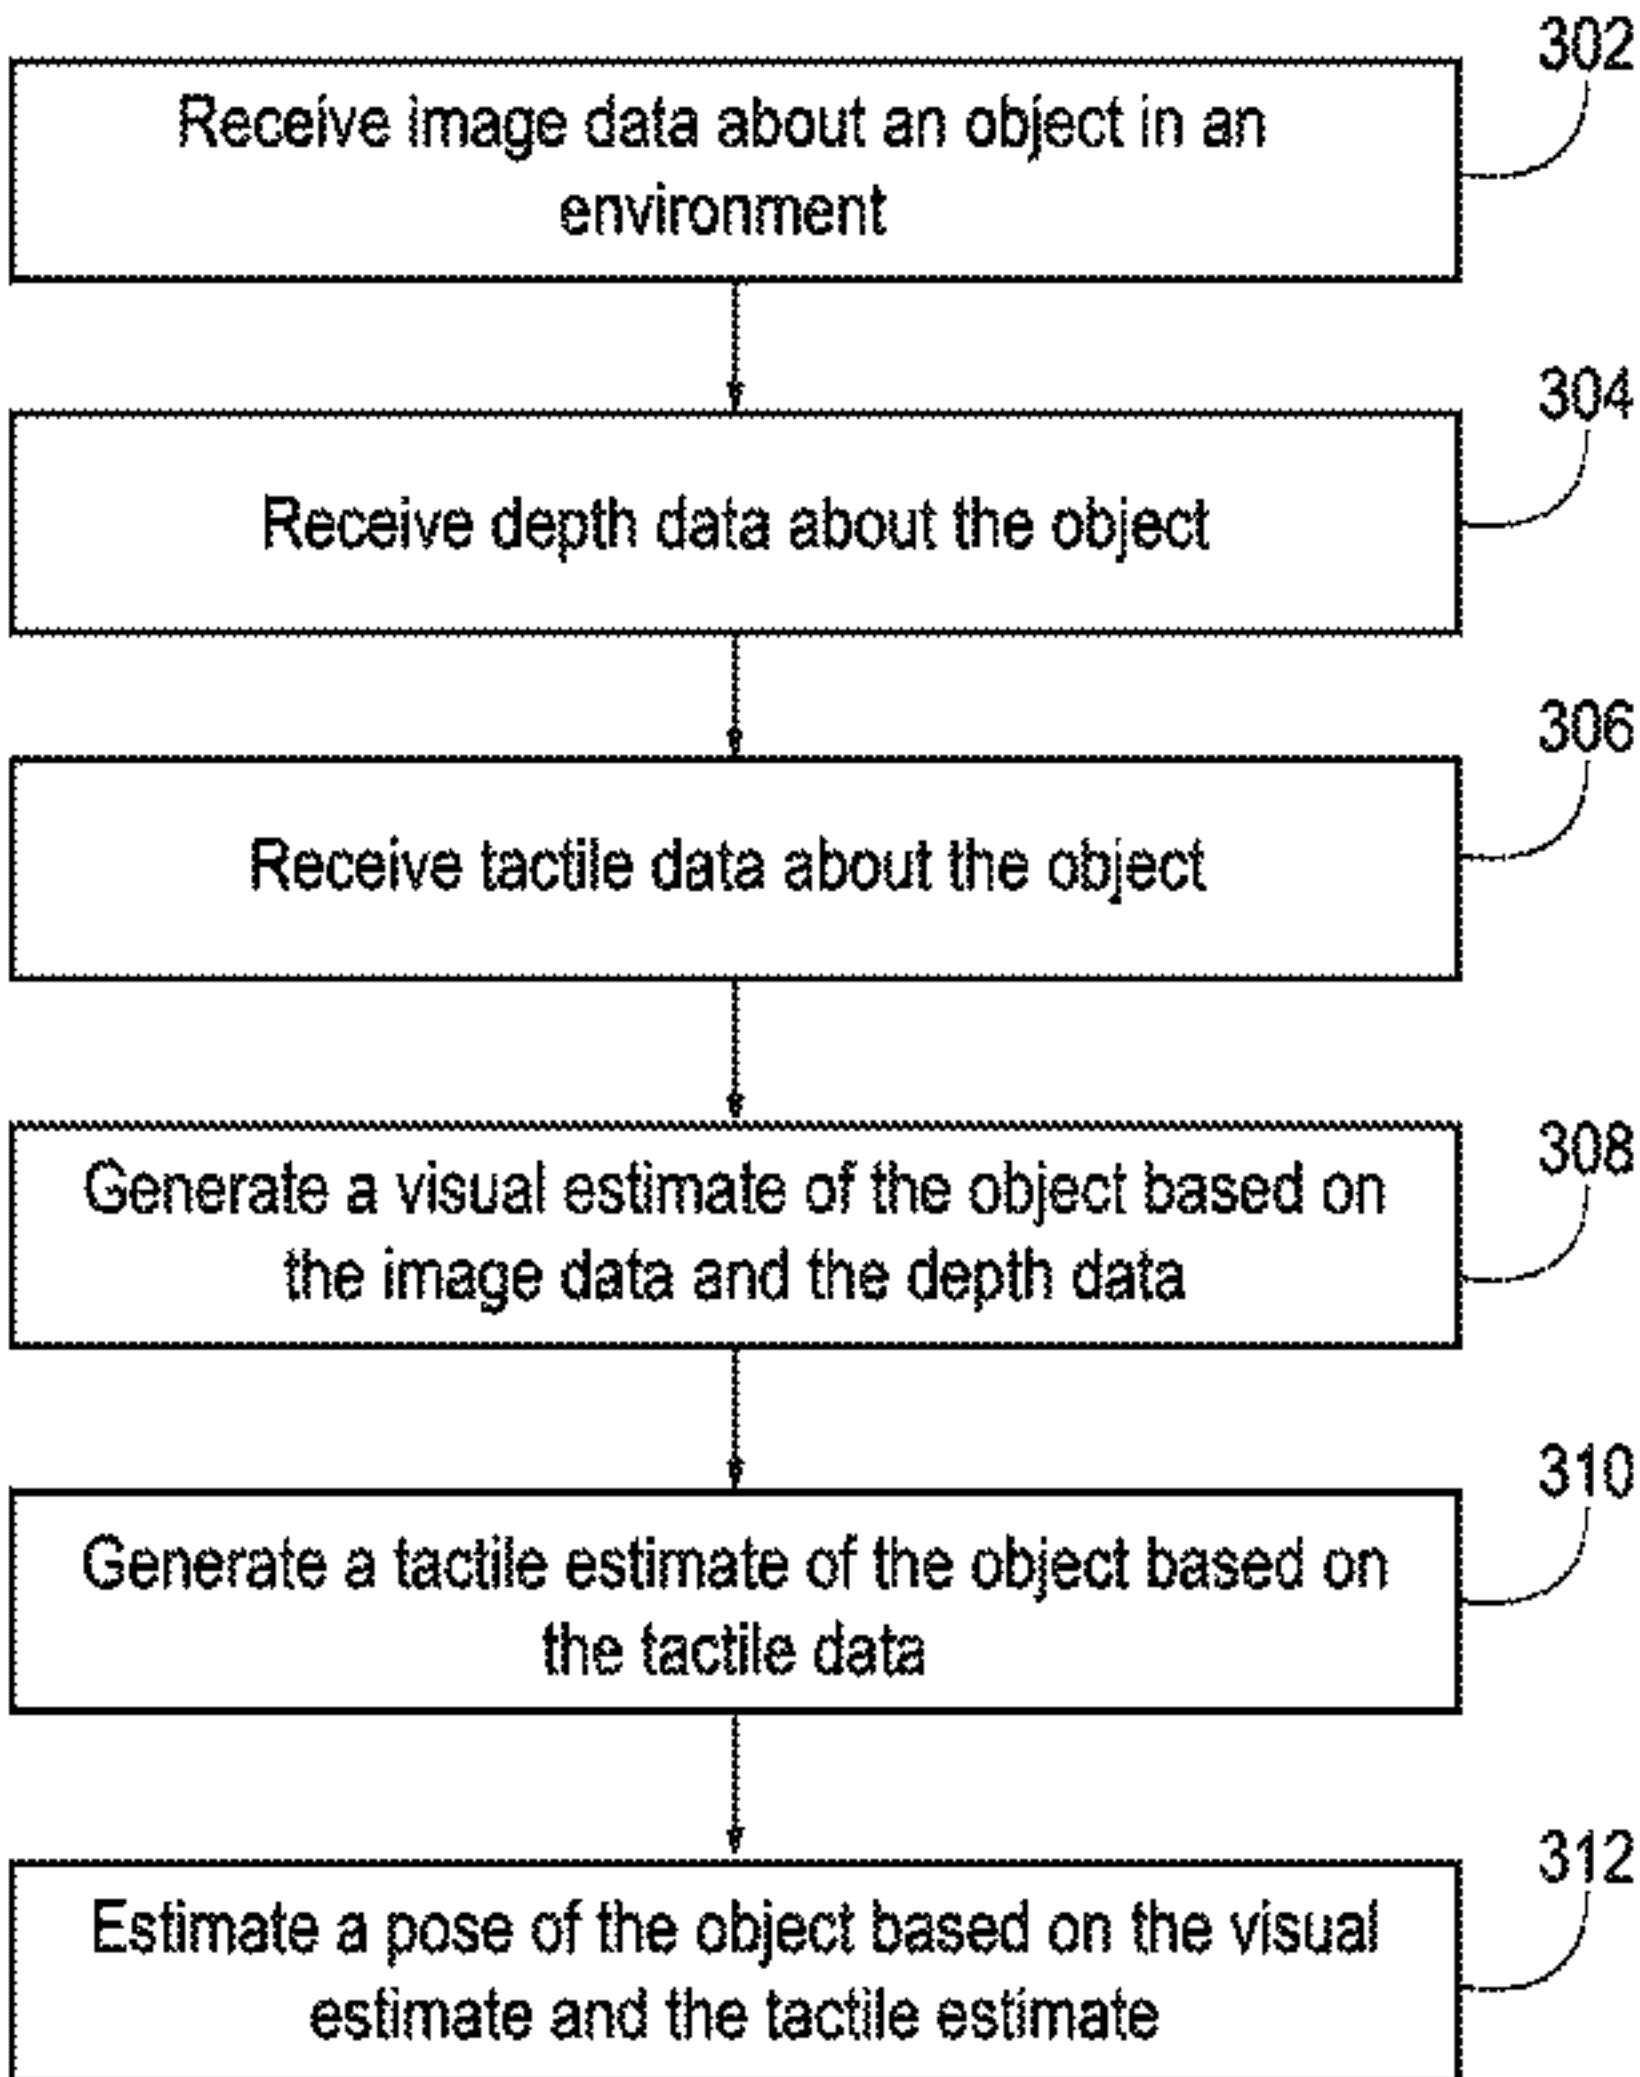 302
Receive image data about an object in an
environment
304
Receive depth data about the object
306
Receive tactile data about the object
308
Generate a visual estimate of the object based on
the image data and the depth data
310
Generate a tactile estimate of the object based on
the tactile data
312
Estimate a pose of the object based on the visual
estimate and the tactile estimate